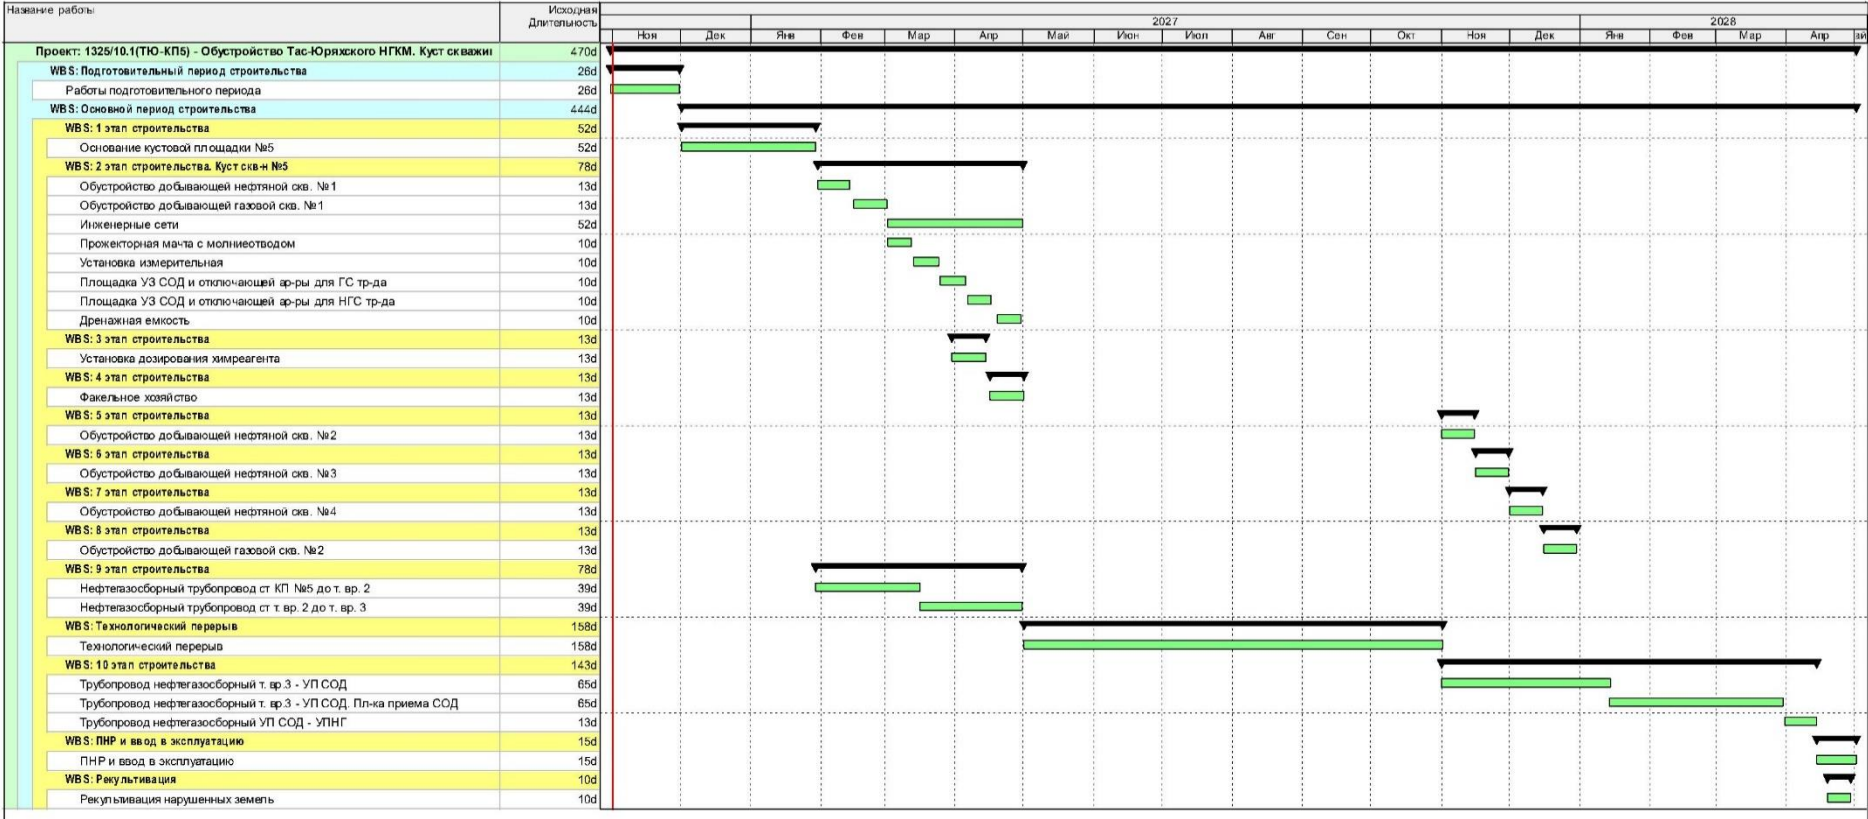 Название работы
Исходная Длительность
2027
2028
Ноя Дек Янв Фев Мар Апр Май Июн Июл Авг Сен Окт Ноя Дек Янв Фев Мар Апр
Проект: 1325/10.1(ТЮ-КП5) - Обустройство Тас-Юряхского НГКМ. Куст скважин 470d
WBS: Подготовительный период строительства 26d
Работы подготовительного периода 26d
WBS: Основной период строительства 444d
WBS: 1 этап строительства 52d
Основание кустовой площадки №5 52d
WBS: 2 этап строительства. Куст скв-н №5 78d
Обустройство добывающей нефтяной скв. №1 13d
Обустройство добывающей газовой скв. №1 13d
Инженерные сети 52d
Прожекторная мачта с молниеотводом 10d
Установка измерительная 10d
Площадка УЗ СОД и отключающей ар-ры для ГС тр-да 10d
Площадка УЗ СОД и отключающей ар-ры для НГС тр-да 10d
Дренажная емкость 10d
WBS: 3 этап строительства 13d
Установка дозирования химреагента 13d
WBS: 4 этап строительства 13d
Факельное хозяйство 13d
WBS: 5 этап строительства 13d
Обустройство добывающей нефтяной скв. №2 13d
WBS: 6 этап строительства 13d
Обустройство добывающей нефтяной скв. №3 13d
WBS: 7 этап строительства 13d
Обустройство добывающей нефтяной скв. №4 13d
WBS: 8 этап строительства 13d
Обустройство добывающей газовой скв. №2 13d
WBS: 9 этап строительства 78d
Нефтегазосборный трубопровод от КП №5 до т. вр. 2 39d
Нефтегазосборный трубопровод от т. вр. 2 до т. вр. 3 39d
WBS: Технологический перерыв 158d
Технологический перерыв 158d
WBS: 10 этап строительства 143d
Трубопровод нефтегазосборный т. вр.3 - УП СОД 65d
Трубопровод нефтегазосборный т. вр.3 - УП СОД. Пл-ка приема СОД 65d
Трубопровод нефтегазосборный УП СОД - УПНГ 13d
WBS: ПНР и ввод в эксплуатацию 15d
ПНР и ввод в эксплуатацию 15d
WBS: Рекультивация 10d
Рекультивация нарушенных земель 10d